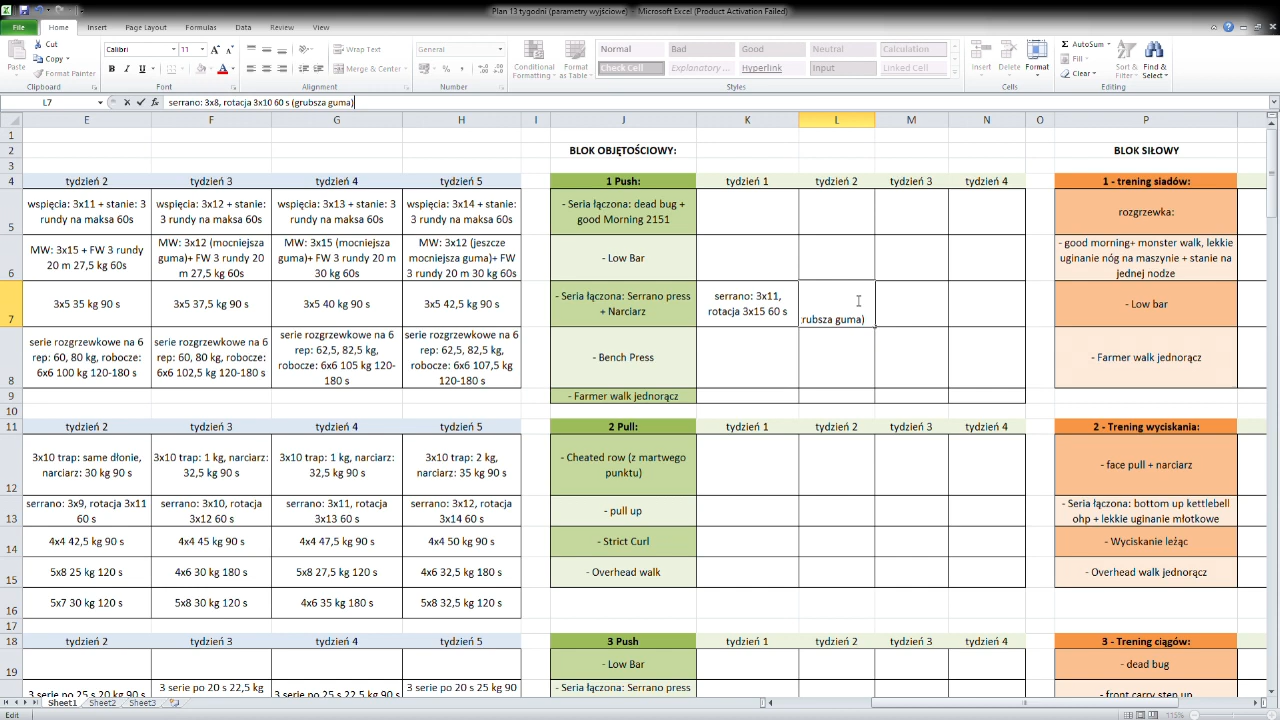 Plan 13 tygodni (parametry wyjściowe) - Microsoft Excel (Product Activation Failed)
File Home Insert Page Layout Formulas Data Review View
Paste Cut Copy Format Painter Clipboard
Calibri 11 B I U Font
Wrap Text Merge & Center Alignment
General % Number
Conditional Formatting Format as Table
Normal Bad Good Neutral Calculation
Check Cell Explanatory ... Hyperlink Input Linked Cell
Styles
Insert Delete Format Cells
AutoSum Fill Clear Sort & Filter Find & Select Editing
L7 fx serrano: 3x8, rotacja 3x10 60 s (grubsza guma)
E F G H I J K L M N O P
1
2 BLOK OBJĘTOŚCIOWY: BLOK SIŁOWY
3
4 tydzień 2 tydzień 3 tydzień 4 tydzień 5 1 Push: tydzień 1 tydzień 2 tydzień 3 tydzień 4 1 - trening siadów:
wspięcia: 3x11 + stanie: 3 wspięcia: 3x12 + stanie: wspięcia: 3x13 + stanie: wspięcia: 3x14 + stanie: - Seria łączona: dead bug + rozgrzewka:
5 rundy na maksa 60s 3 rundy na maksa 60s 3 rundy na maksa 60s 3 rundy na maksa 60s good Morning 2151
MW: 3x15 + FW 3 rundy MW: 3x12 (mocniejsza MW: 3x15 (mocniejsza MW: 3x12 (jeszcze - good morning+ monster walk, lekkie
20 m 27,5 kg 60s guma)+ FW 3 rundy 20 guma)+ FW 3 rundy 20 mocniejsza guma)+ FW - Low Bar uginanie nóg na maszynie + stanie na
6 m 27,5 kg 60s m 30 kg 60s 3 rundy 20 m 30 kg 60s jednej nodze
7 3x5 35 kg 90 s 3x5 37,5 kg 90 s 3x5 40 kg 90 s 3x5 42,5 kg 90 s - Seria łączona: Serrano press serrano: 3x11, - Low bar
+ Narciarz rotacja 3x15 60 s rubsza guma)
serie rozgrzewkowe na 6 serie rozgrzewkowe na 6 serie rozgrzewkowe na 6 serie rozgrzewkowe na 6
rep: 60, 80 kg, robocze: rep: 60, 80 kg, robocze: rep: 62,5, 82,5 kg, rep: 62,5, 82,5 kg, - Bench Press - Farmer walk jednorącz
6x6 100 kg 120-180 s 6x6 102,5 kg 120-180 s robocze: 6x6 105 kg 120- robocze: 6x6 107,5 kg
8 180 s 120-180 s
9 - Farmer walk jednorącz
10
11 tydzień 2 tydzień 3 tydzień 4 tydzień 5 2 Pull: tydzień 1 tydzień 2 tydzień 3 tydzień 4 2 - Trening wyciskania:
3x10 trap: same dłonie, 3x10 trap: 1 kg, narciarz: 3x10 trap: 1 kg, narciarz: 3x10 trap: 2 kg, - Cheated row (z martwego - face pull + narciarz
12 narciarz: 30 kg 90 s 32,5 kg 90 s 32,5 kg 90 s narciarz: 35 kg 90 s punktu)
serrano: 3x9, rotacja 3x11 serrano: 3x10, rotacja serrano: 3x11, rotacja serrano: 3x12, rotacja - pull up - Seria łączona: bottom up kettlebell
13 60 s 3x12 60 s 3x13 60 s 3x14 60 s ohp + lekkie uginanie młotkowe
14 4x4 42,5 kg 90 s 4x4 45 kg 90 s 4x4 47,5 kg 90 s 4x4 50 kg 90 s - Strict Curl - Wyciskanie leżąc
15 5x8 25 kg 120 s 4x6 30 kg 180 s 5x8 27,5 kg 120 s 4x6 32,5 kg 180 s - Overhead walk - Overhead walk jednorącz
16 5x7 30 kg 120 s 5x8 30 kg 120 s 4x6 35 kg 180 s 5x8 32,5 kg 120 s
17
18 tydzień 2 tydzień 3 tydzień 4 tydzień 5 3 Push tydzień 1 tydzień 2 tydzień 3 tydzień 4 3 - Trening ciągów:
19 - Low Bar - dead bug
3 serie po 25 s 20 kg 90 s 3 serie po 20 s 22,5 kg 3 serie po 25 s 22,5 kg 90 s 3 serie po 20 s 25 kg 90 - Seria łączona: Serrano press - front carry step up
Sheet1 Sheet2 Sheet3
Edit 115%